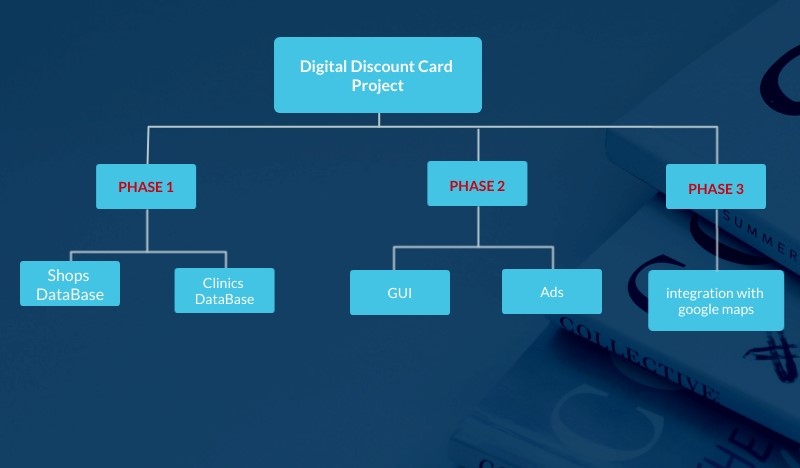 Digital Discount Card
Project
PHASE 1
PHASE 2
PHASE 3
Shops
DataBase
Clinics
DataBase
GUI
Ads
integration with
google maps
SUMMER
COLLECTIVE
THE